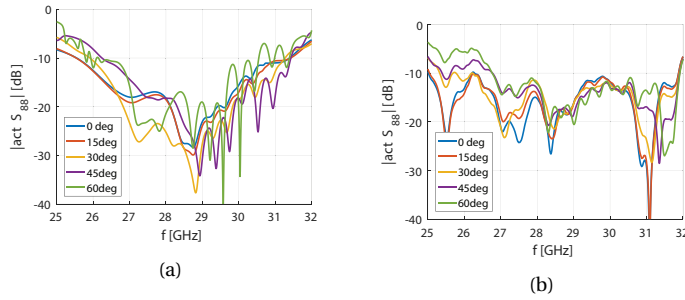 0
-10
-20
-30
-40
|act S 88| [dB]
0 deg
15deg
30deg
45deg
60deg
25 26 27 28 29 30 31 32
f [GHz]
(a)
0
-10
-20
-30
-40
|act S 88| [dB]
0 deg
15deg
30deg
45deg
60deg
25 26 27 28 29 30 31 32
f [GHz]
(b)